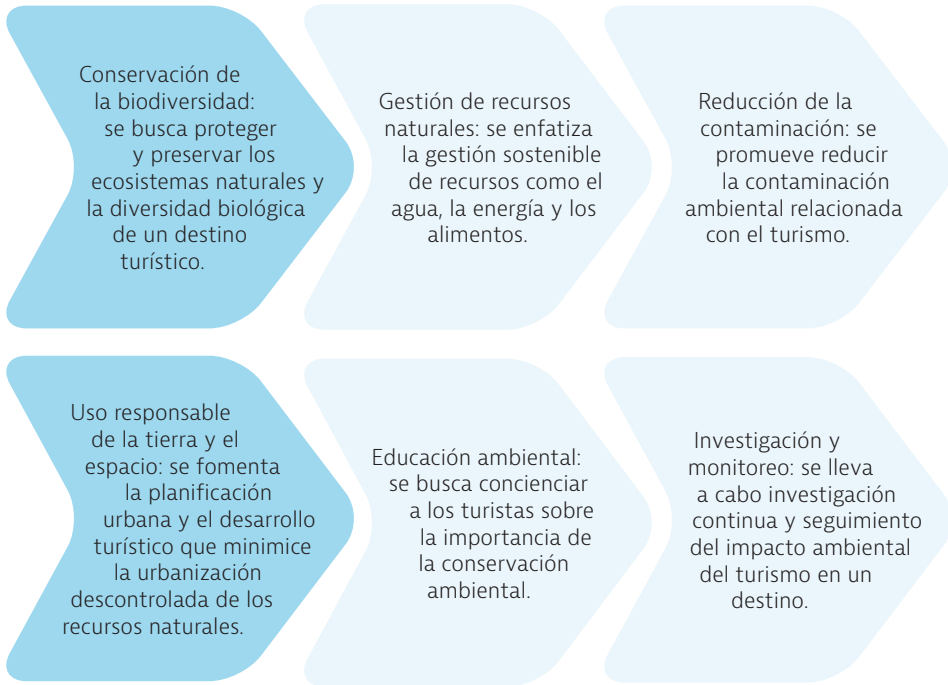 Conservación de
la biodiversidad:
se busca proteger
y preservar los
ecosistemas naturales y
la diversidad biológica
de un destino
turístico.
Gestión de recursos
naturales: se enfatiza
la gestión sostenible
de recursos como el
agua, la energía y los
alimentos.
Reducción de la
contaminación: se
promueve reducir
la contaminación
ambiental relacionada
con el turismo.
Uso responsable
de la tierra y el
espacio: se fomenta
la planificación
urbana y el desarrollo
turístico que minimice
la urbanización
descontrolada de los
recursos naturales.
Educación ambiental:
se busca concienciar
a los turistas sobre
la importancia de
la conservación
ambiental.
Investigación y
monitoreo: se lleva
a cabo investigación
continua y seguimiento
del impacto ambiental
del turismo en un
destino.